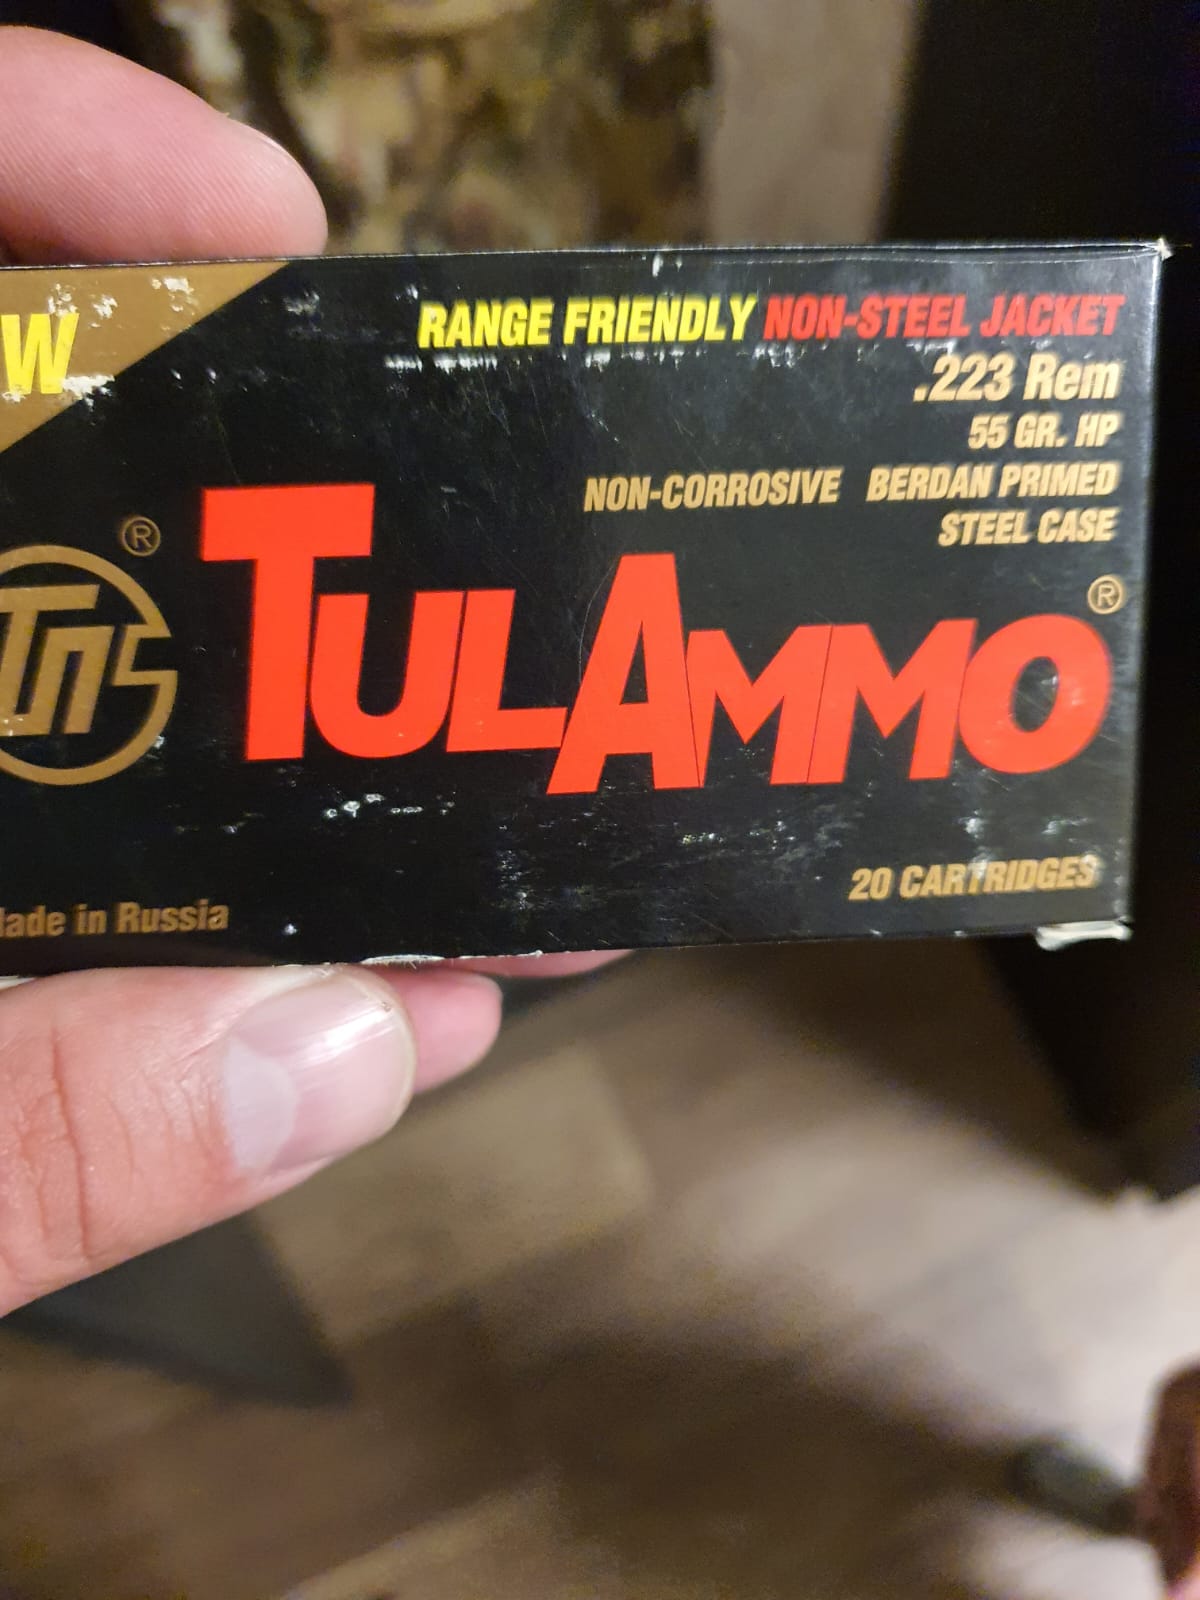 W
RANGE FRIENDLY NON-STEEL JACKET
.223 Rem
55 GR. HP
NON-CORROSIVE BERDAN PRIMED
STEEL CASE
®
TULAMMO®
20 CARTRIDGES
ade in Russia